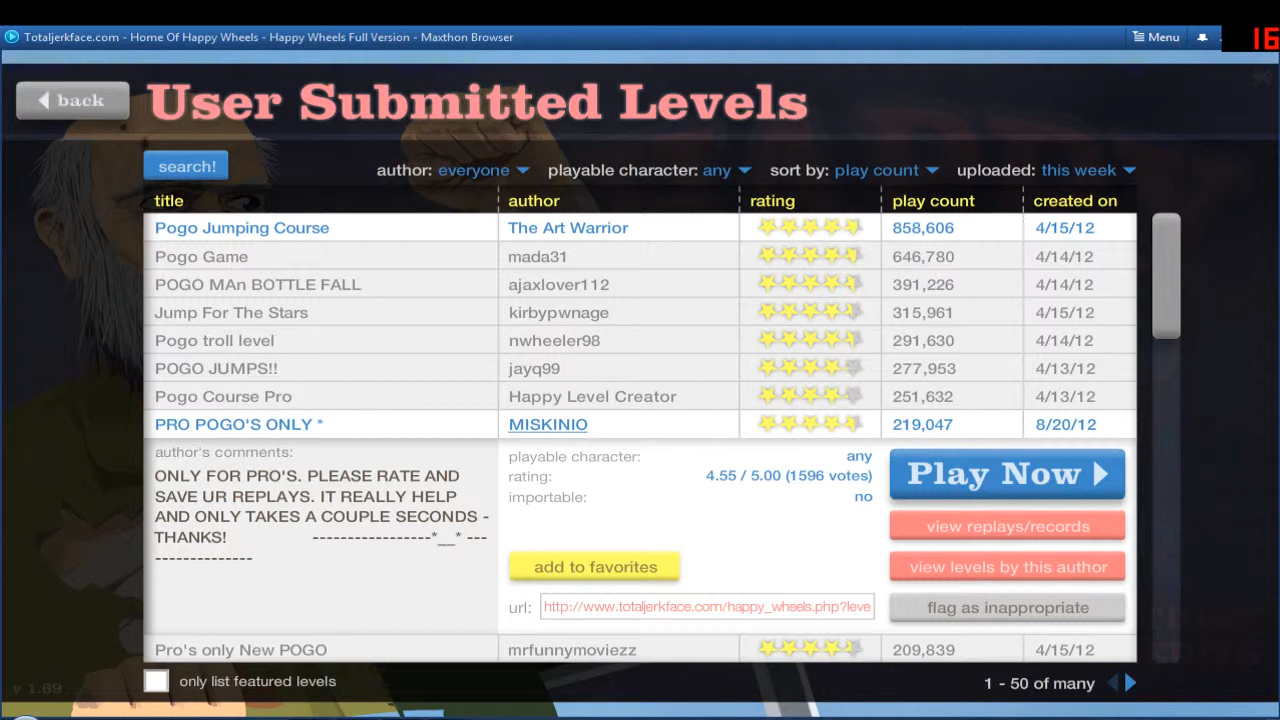 Totaljerkface.com - Home Of Happy Wheels - Happy Wheels Full Version - Maxthon Browser
Menu
16
back
User Submitted Levels
search!
author: everyone
playable character: any
sort by: play count
uploaded: this week
title author rating play count created on
Pogo Jumping Course The Art Warrior 858,606 4/15/12
Pogo Game mada31 646,780 4/14/12
POGO MAn BOTTLE FALL ajaxlover112 391,226 4/14/12
Jump For The Stars kirbypwnage 315,961 4/15/12
Pogo troll level nwheeler98 291,630 4/14/12
POGO JUMPS!! jayq99 277,953 4/13/12
Pogo Course Pro Happy Level Creator 251,632 4/13/12
PRO POGO'S ONLY * MISKINIO 219,047 8/20/12
author's comments:
ONLY FOR PRO'S. PLEASE RATE AND
SAVE UR REPLAYS. IT REALLY HELP
AND ONLY TAKES A COUPLE SECONDS -
THANKS! -----------------*__* ---
---------------
playable character: any
rating: 4.55 / 5.00 (1596 votes)
importable: no
add to favorites
url: http://www.totaljerkface.com/happy_wheels.php?leve
Play Now
view replays/records
view levels by this author
flag as inappropriate
Pro's only New POGO mrfunnymoviezz 209,839 4/15/12
only list featured levels
1 - 50 of many
v 1.69